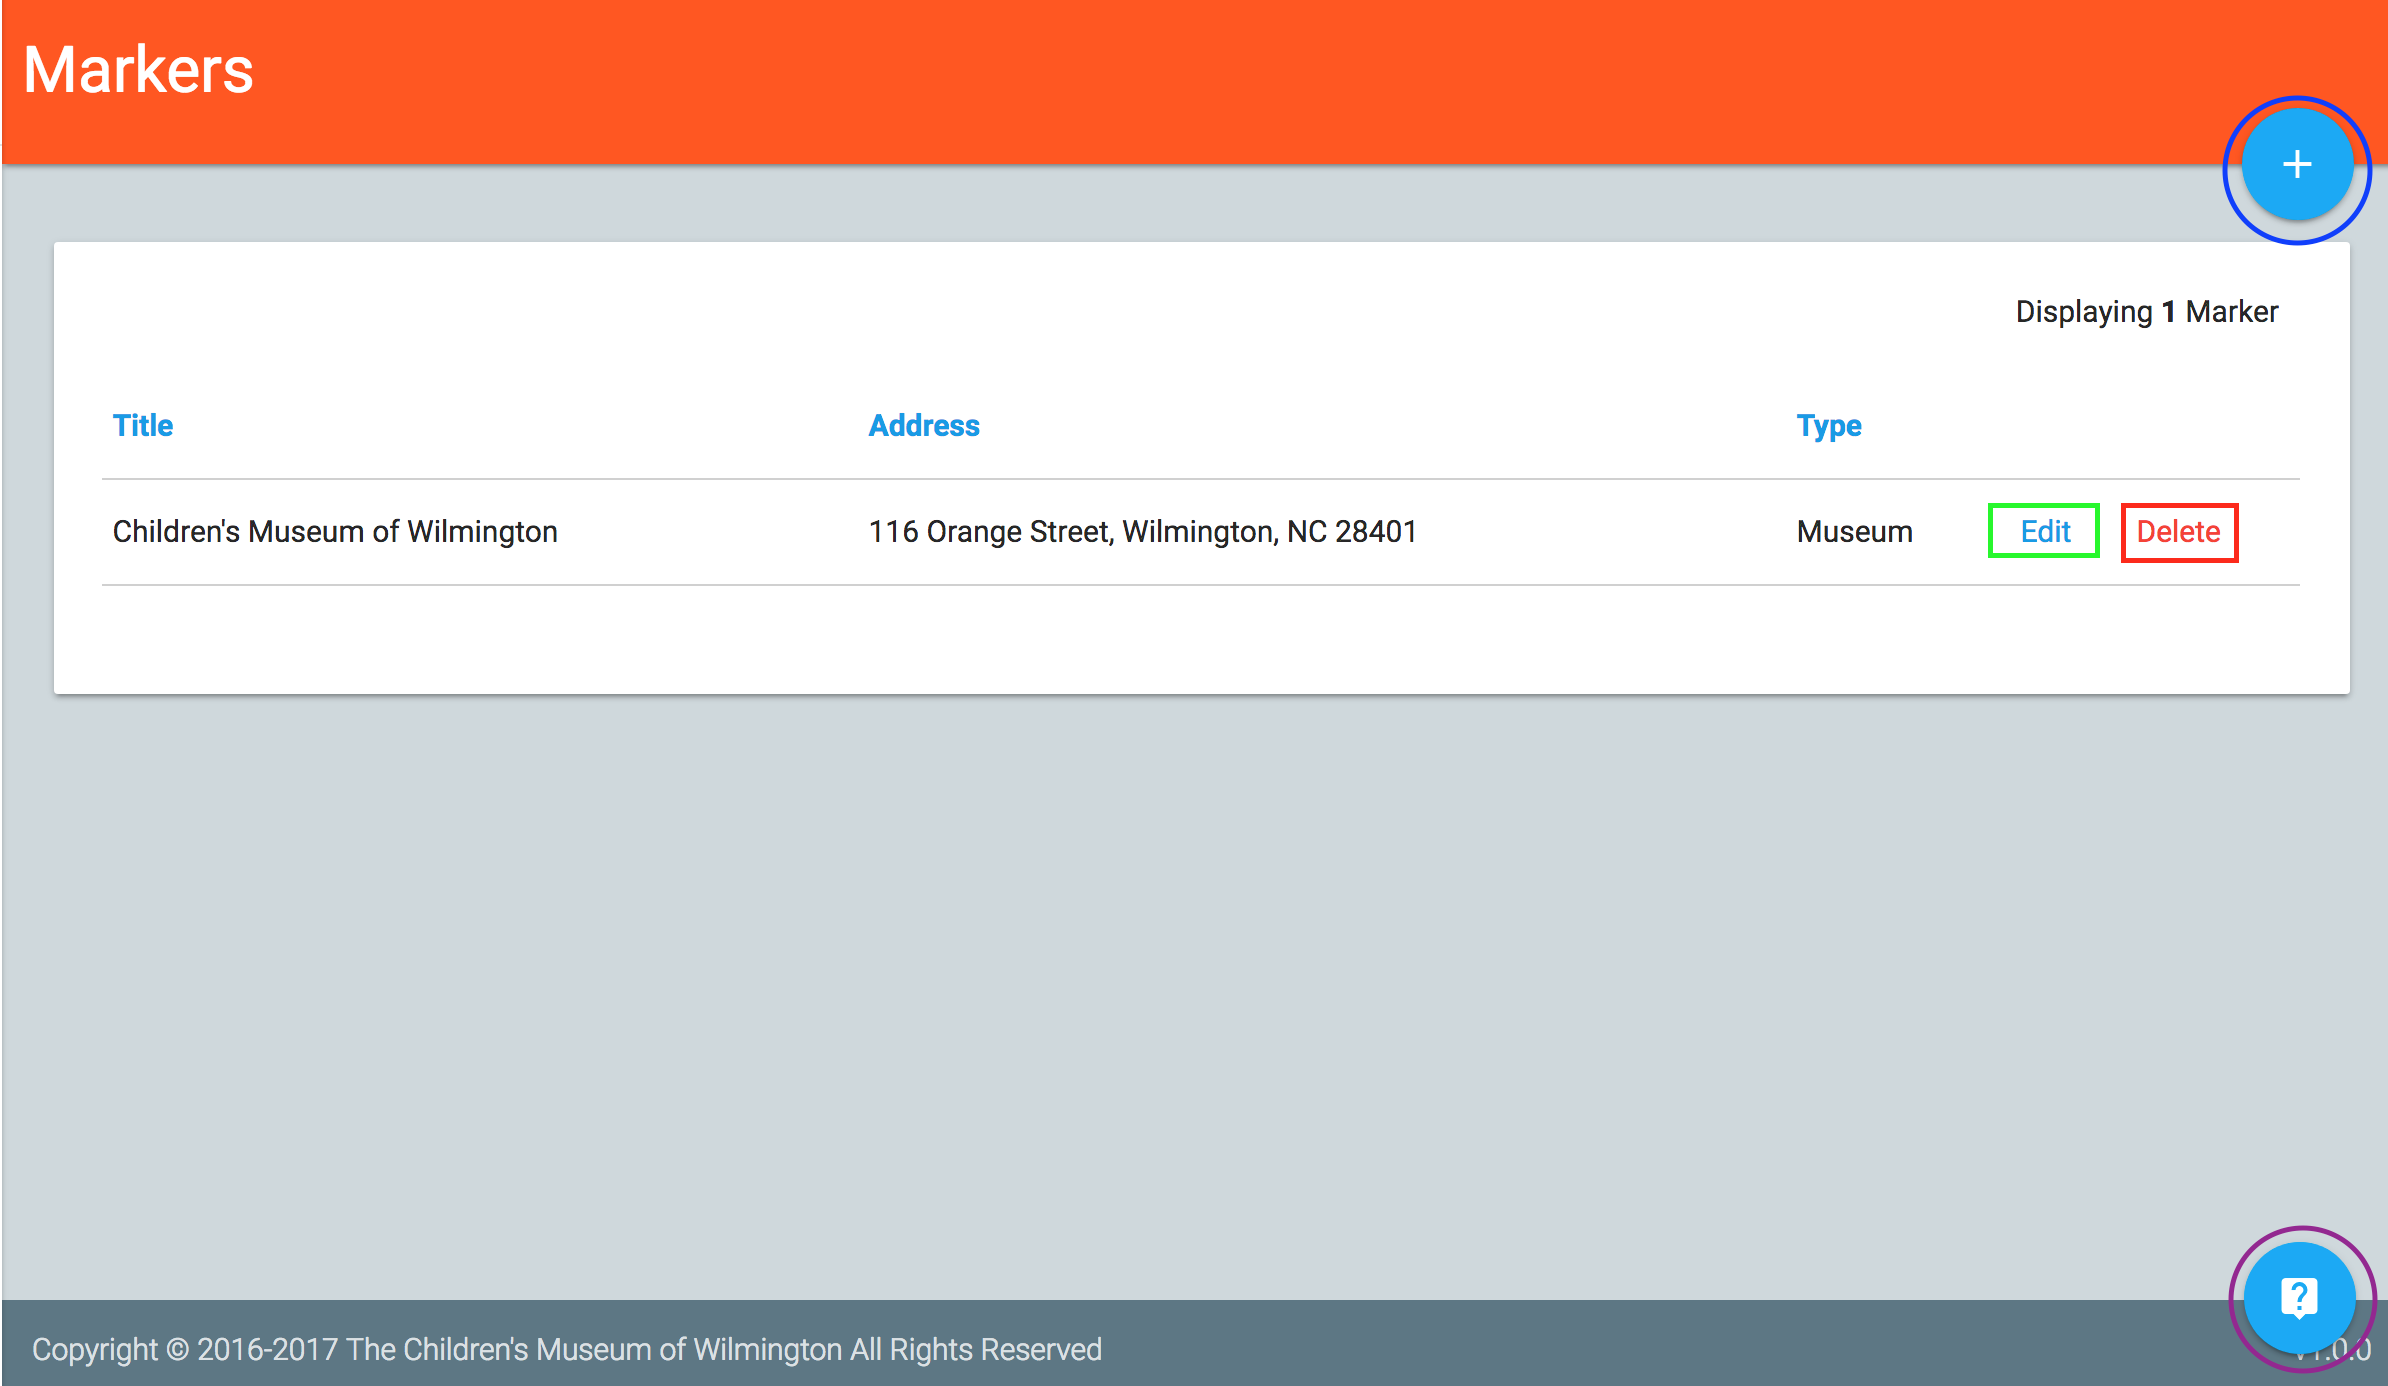 Markers
+
Displaying 1 Marker
Title Address Type
Children's Museum of Wilmington 116 Orange Street, Wilmington, NC 28401 Museum Edit Delete
?
Copyright © 2016-2017 The Children's Museum of Wilmington All Rights Reserved v1.0.0